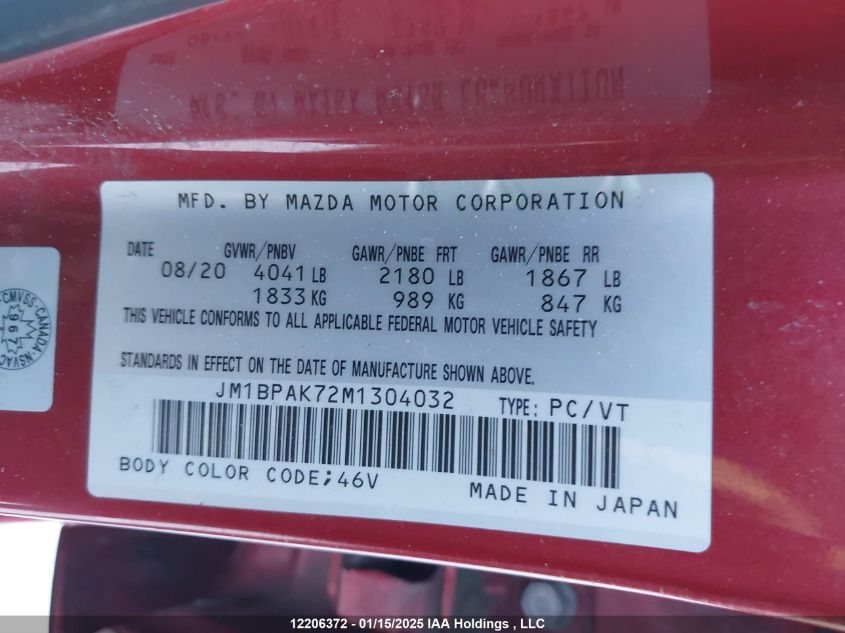 MFD. BY MAZDA MOTOR CORPORATION
DATE GVWR/PNBV GAWR/PNBE FRT GAWR/PNBE RR
08/20 4041 LB 2180 LB 1867 LB
1833 KG 989 KG 847 KG
THIS VEHICLE CONFORMS TO ALL APPLICABLE FEDERAL MOTOR VEHICLE SAFETY
STANDARDS IN EFFECT ON THE DATE OF MANUFACTURE SHOWN ABOVE.
JM1BPAK72M1304032 TYPE: PC/VT
BODY COLOR CODE;46V
MADE IN JAPAN
CMVSS-CANADA-NSVAC
12206372 - 01/15/2025 IAA Holdings , LLC